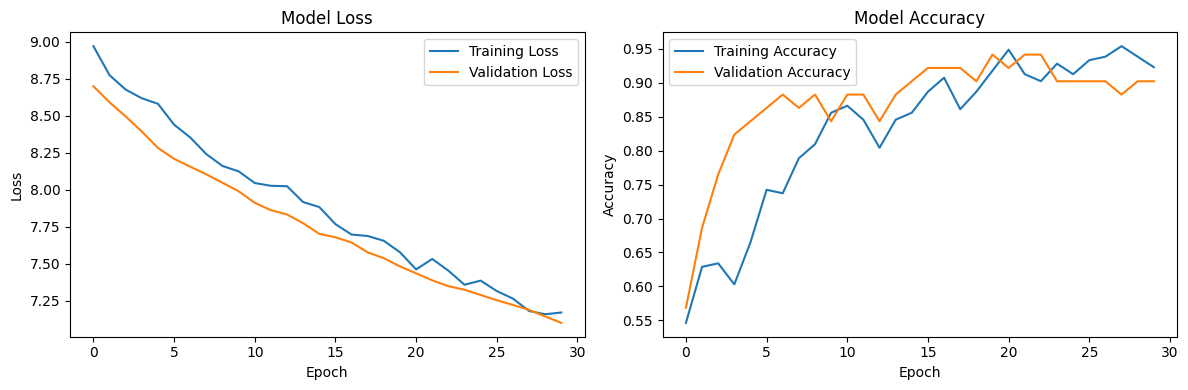 Model Loss
Training Loss
Validation Loss
9.00
8.75
8.50
8.25
8.00
7.75
7.50
7.25
Loss
0 5 10 15 20 25 30
Epoch
Model Accuracy
Training Accuracy
Validation Accuracy
0.95
0.90
0.85
0.80
0.75
0.70
0.65
0.60
0.55
Accuracy
0 5 10 15 20 25 30
Epoch